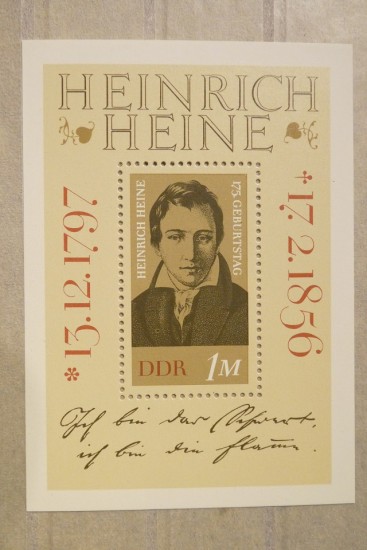 HEINRICH
HEINE
* 13.12.1797
HEINRICH HEINE
175. GEBURTSTAG
DDR 1M
† 17.2.1856
Ich bin das Schwert,
ich bin die Flamme.